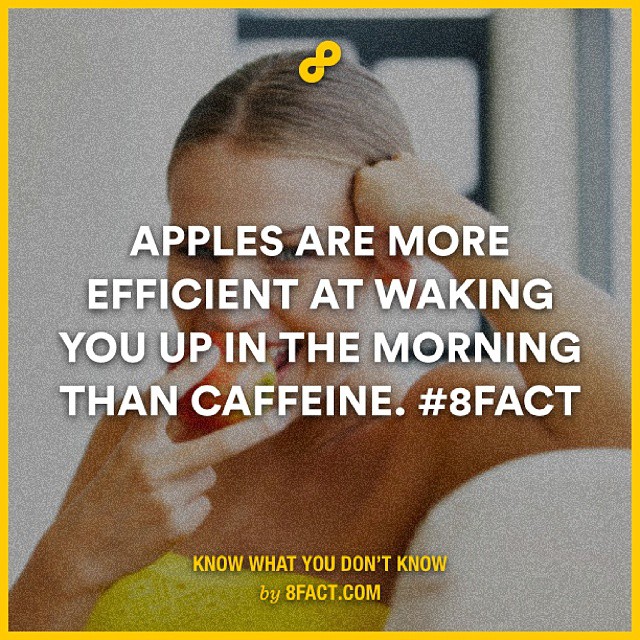 APPLES ARE MORE
EFFICIENT AT WAKING
YOU UP IN THE MORNING
THAN CAFFEINE. #8FACT
KNOW WHAT YOU DON'T KNOW
by 8FACT.COM